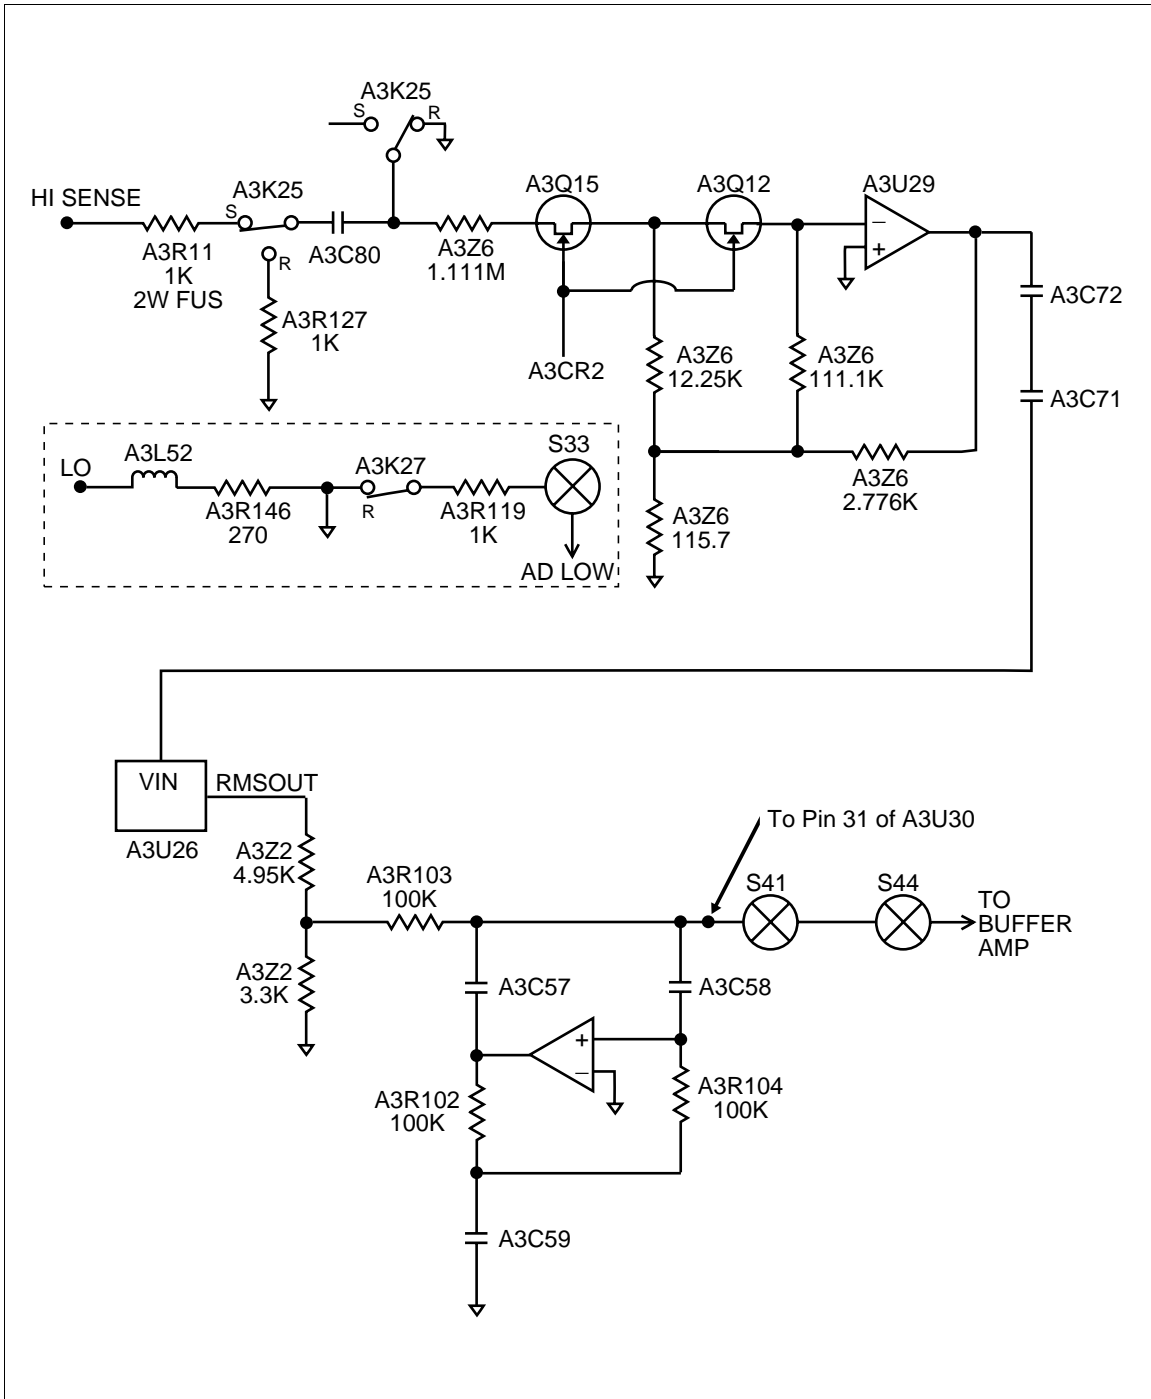 A3K25
S
R
HI SENSE
A3K25
S
R
A3R11
1K
2W FUS
A3C80
A3Z6
1.111M
A3Q15
A3Q12
A3U29
–
+
A3R127
1K
A3CR2
A3Z6
12.25K
A3Z6
111.1K
A3C72
A3C71
LO
A3L52
A3R146
270
A3K27
R
A3R119
1K
S33
AD LOW
A3Z6
115.7
A3Z6
2.776K
VIN
RMSOUT
A3U26
A3Z2
4.95K
A3Z2
3.3K
A3R103
100K
To Pin 31 of A3U30
S41
S44
TO
BUFFER
AMP
A3C57
A3C58
+
–
A3R102
100K
A3R104
100K
A3C59